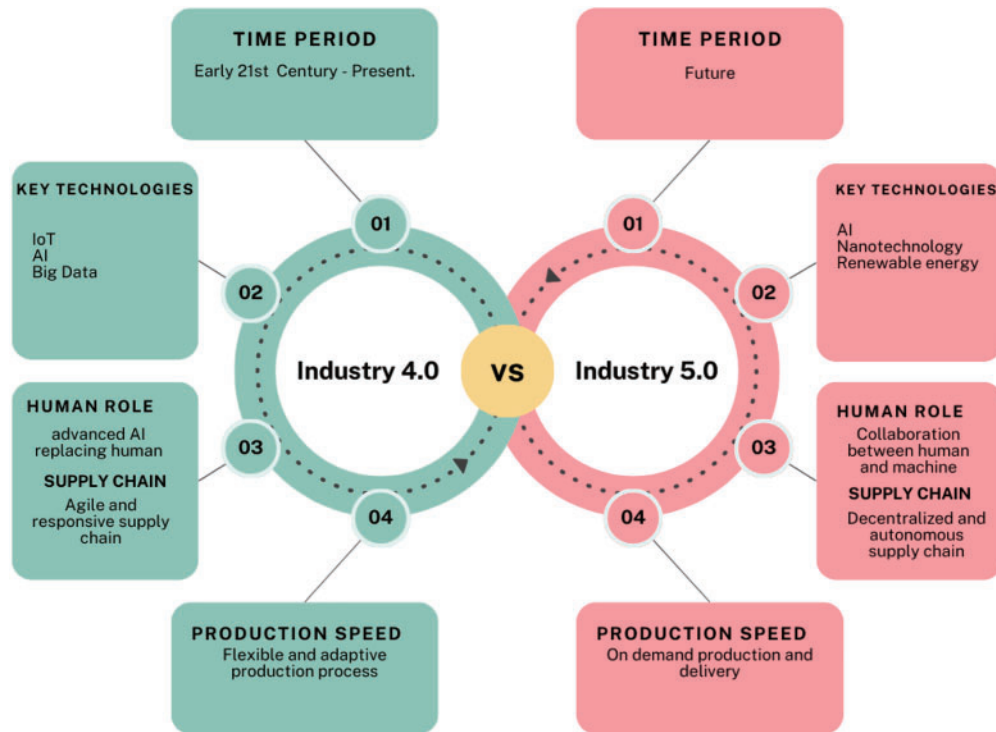 TIME PERIOD
Early 21st Century - Present.
TIME PERIOD
Future
KEY TECHNOLOGIES
IoT
AI
Big Data
KEY TECHNOLOGIES
AI
Nanotechnology
Renewable energy
01
02
03
04
Industry 4.0
VS
Industry 5.0
01
02
03
04
HUMAN ROLE
advanced AI
replacing human
SUPPLY CHAIN
Agile and
responsive supply
chain
HUMAN ROLE
Collaboration
between human
and machine
SUPPLY CHAIN
Decentralized and
autonomous
supply chain
PRODUCTION SPEED
Flexible and adaptive
production process
PRODUCTION SPEED
On demand production and
delivery